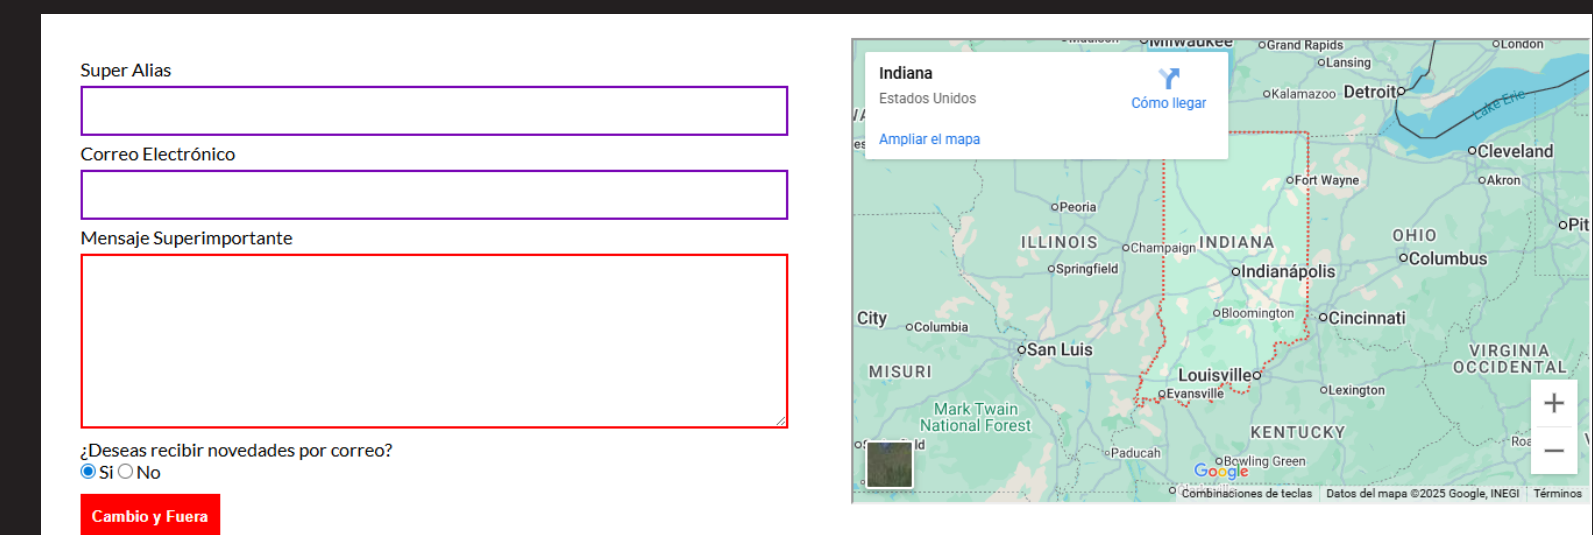 Super Alias
Correo Electrónico
Mensaje Superimportante
¿Deseas recibir novedades por correo?
Si No
Cambio y Fuera
Indiana
Estados Unidos
Cómo llegar
Ampliar el mapa
Milwaukee
Grand Rapids
London
Lansing
Kalamazoo
Detroit
Lake Erie
Cleveland
Fort Wayne
Akron
Peoria
ILLINOIS
Champaign
INDIANA
OHIO
Columbus
Springfield
Indianápolis
City
Columbia
Bloomington
Cincinnati
San Luis
VIRGINIA
OCCIDENTAL
MISURI
Louisville
Evansville
Lexington
Mark Twain
National Forest
KENTUCKY
Paducah
Bowling Green
Google
Combinaciones de teclas
Datos del mapa ©2025 Google, INEGI
Términos